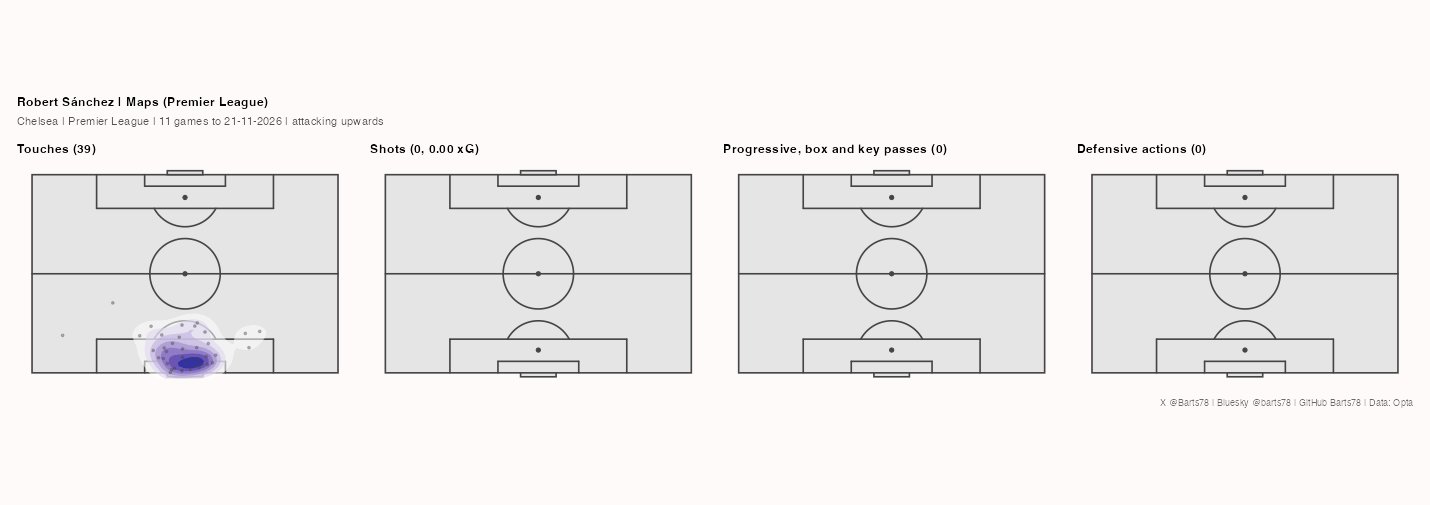 Robert Sánchez | Maps (Premier League)
Chelsea | Premier League | 11 games to 21-11-2026 | attacking upwards
Touches (39)
Shots (0, 0.00 xG)
Progressive, box and key passes (0)
Defensive actions (0)
X @Barts78 | Bluesky @barts78 | GitHub Barts78 | Data: Opta